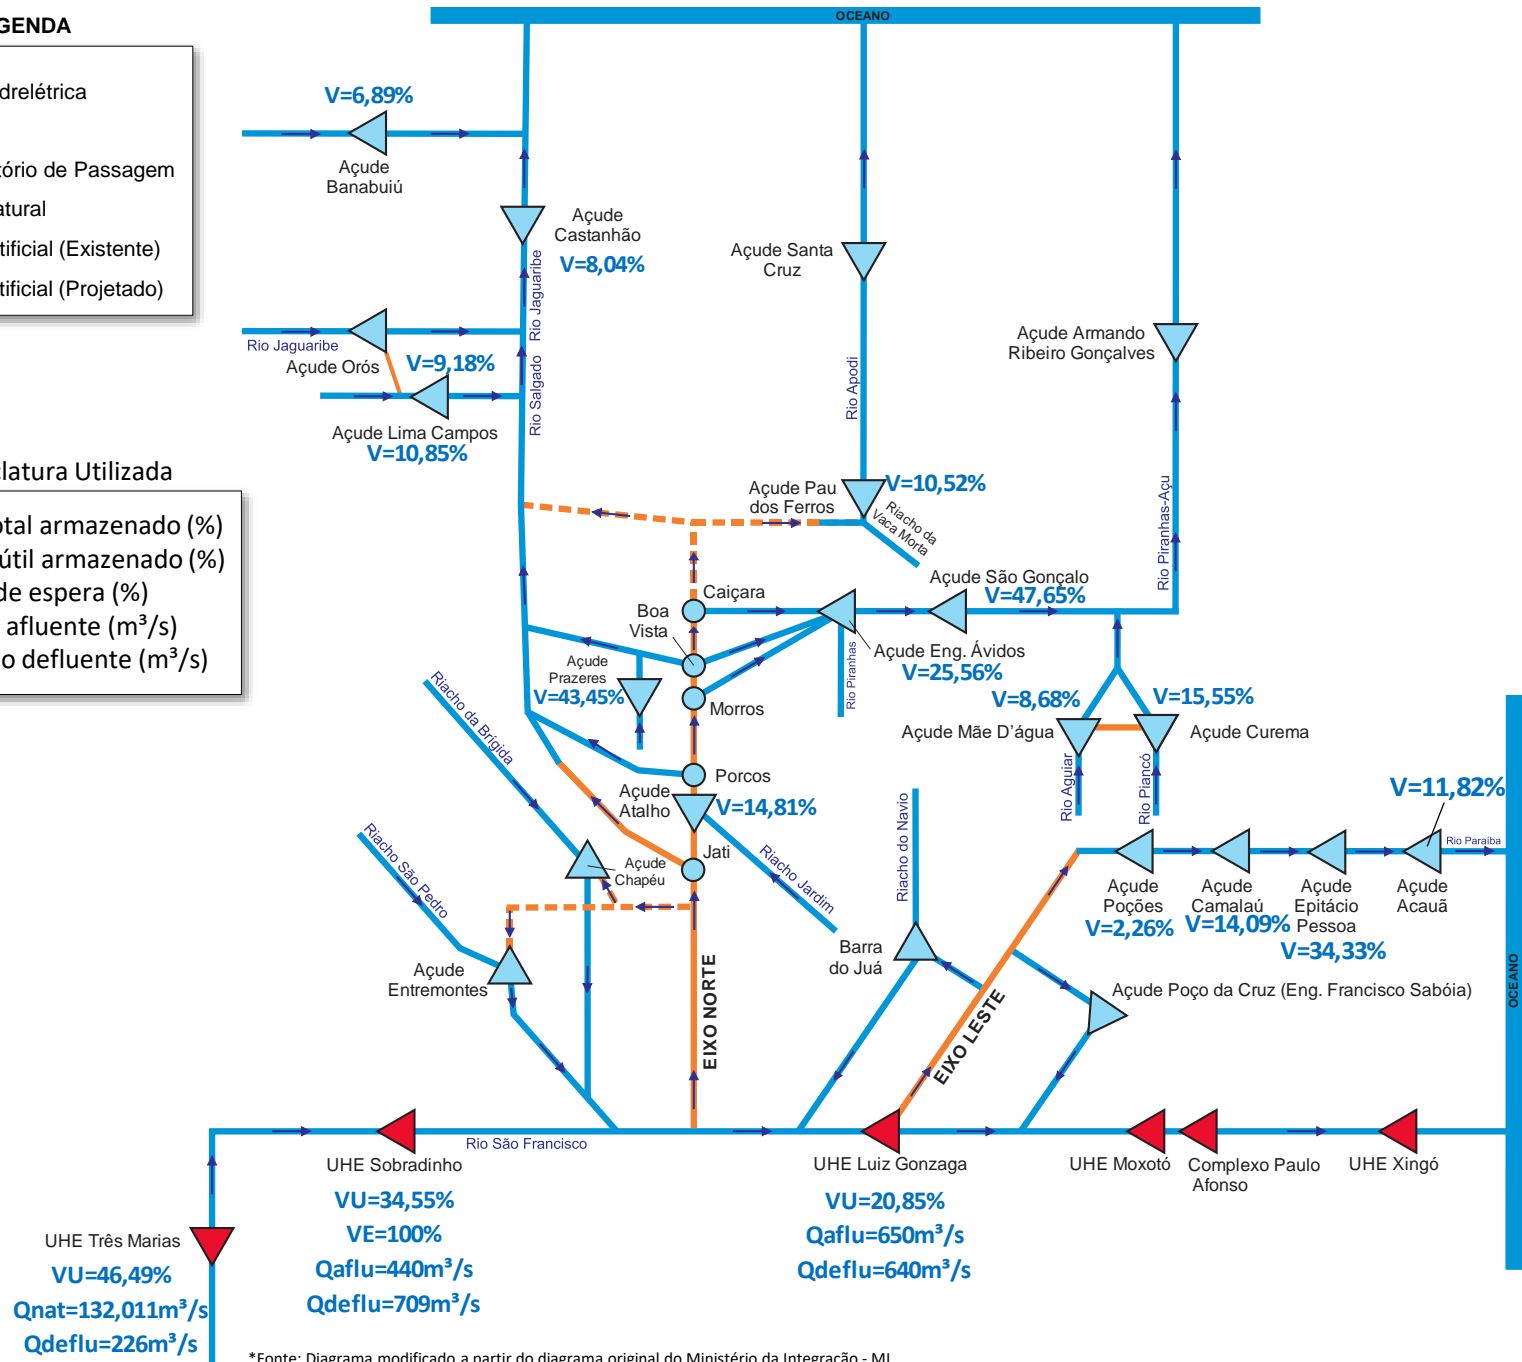 OCEANO
GENDA
drelétrica
tório de Passagem
atural
tificial (Existente)
tificial (Projetado)
V=6,89%
Açude
Banabuiú
Açude
Castanhão
V=8,04%
Rio Jaguaribe
Açude Santa
Cruz
Rio Jaguaribe
Açude Orós
V=9,18%
Rio Salgado
Açude Lima Campos
V=10,85%
Rio Apodi
Açude Armando
Ribeiro Gonçalves
clatura Utilizada
otal armazenado (%)
útil armazenado (%)
de espera (%)
afluente (m³/s)
o defluente (m³/s)
Açude Pau
dos Ferros
V=10,52%
Riacho da
Vaca Morta
Rio Piranhas-Açu
Caiçara
Boa
Vista
Açude São Gonçalo
V=47,65%
Açude Eng. Ávidos
V=25,56%
Rio Piranhas
Açude
Prazeres
V=43,45%
Morros
V=8,68%
V=15,55%
Açude Mãe D'água
Açude Curema
Riacho da Brígida
Porcos
Açude
Atalho
V=14,81%
Rio Aguiar
Rio Piancó
V=11,82%
Riacho São Pedro
Jati
Açude
Chapéu
Riacho Jardim
Riacho do Navio
Rio Paraiba
Açude
Poções
V=2,26%
Açude
Camalaú
V=14,09%
Açude
Epitácio
Pessoa
V=34,33%
Açude
Acauã
Barra
do Juá
Açude
Entremontes
EIXO NORTE
EIXO LESTE
Açude Poço da Cruz (Eng. Francisco Sabóia)
OCEANO
Rio São Francisco
UHE Sobradinho
VU=34,55%
VE=100%
Qaflu=440m³/s
Qdeflu=709m³/s
UHE Luiz Gonzaga
VU=20,85%
Qaflu=650m³/s
Qdeflu=640m³/s
UHE Moxotó
Complexo Paulo
Afonso
UHE Xingó
UHE Três Marias
VU=46,49%
Qnat=132,011m³/s
Qdeflu=226m³/s
*Fonte: Diagrama modificado a partir do diagrama original do Ministério da Integração - MI